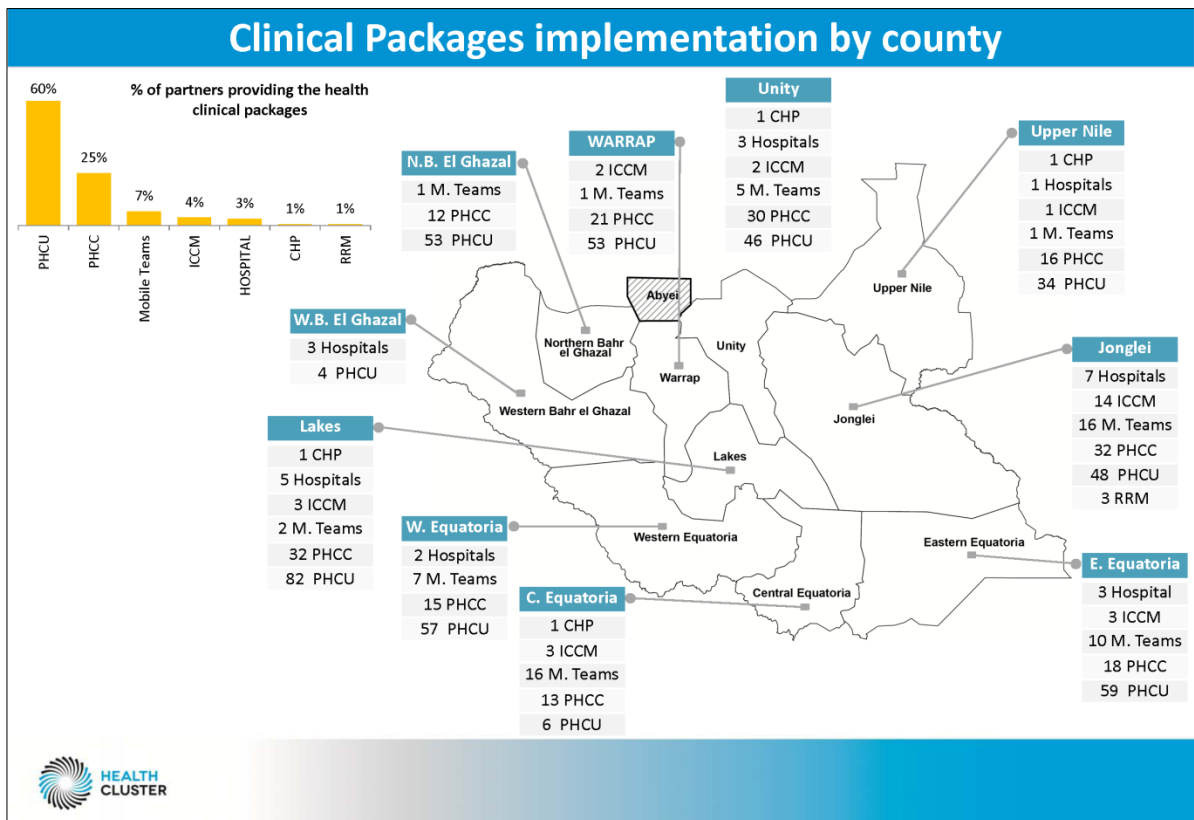 Clinical Packages implementation by county
% of partners providing the health
clinical packages
60%
25%
7%
4%
3%
1%
1%
PHCU
PHCC
Mobile Teams
ICCM
HOSPITAL
CHP
RRM
N.B. El Ghazal
1 M. Teams
12 PHCC
53 PHCU
WARRAP
2 ICCM
1 M. Teams
21 PHCC
53 PHCU
Unity
1 CHP
3 Hospitals
2 ICCM
5 M. Teams
30 PHCC
46 PHCU
Upper Nile
1 CHP
1 Hospitals
1 ICCM
1 M. Teams
16 PHCC
34 PHCU
W.B. El Ghazal
3 Hospitals
4 PHCU
Jonglei
7 Hospitals
14 ICCM
16 M. Teams
32 PHCC
48 PHCU
3 RRM
Lakes
1 CHP
5 Hospitals
3 ICCM
2 M. Teams
32 PHCC
82 PHCU
W. Equatoria
2 Hospitals
7 M. Teams
15 PHCC
57 PHCU
C. Equatoria
1 CHP
3 ICCM
16 M. Teams
13 PHCC
6 PHCU
E. Equatoria
3 Hospital
3 ICCM
10 M. Teams
18 PHCC
59 PHCU
Abyei
Upper Nile
Northern Bahr
el Ghazal
Unity
Warrap
Western Bahr el Ghazal
Jonglei
Lakes
Western Equatoria
Eastern Equatoria
Central Equatoria
HEALTH
CLUSTER